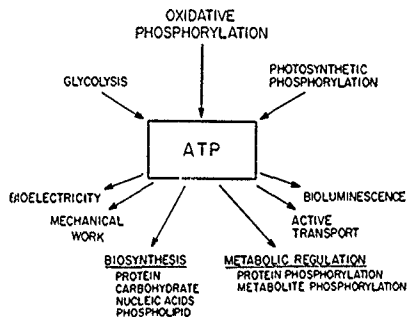 OXIDATIVE
PHOSPHORYLATION
GLYCOLYSIS
PHOTOSYNTHETIC
PHOSPHORYLATION
ATP
BIOELECTRICITY
BIOLUMINESCENCE
MECHANICAL
WORK
ACTIVE
TRANSPORT
BIOSYNTHESIS
PROTEIN
CARBOHYDRATE
NUCLEIC ACIDS
PHOSPHOLIPID
METABOLIC REGULATION
PROTEIN PHOSPHORYLATION
METABOLITE PHOSPHORYLATION